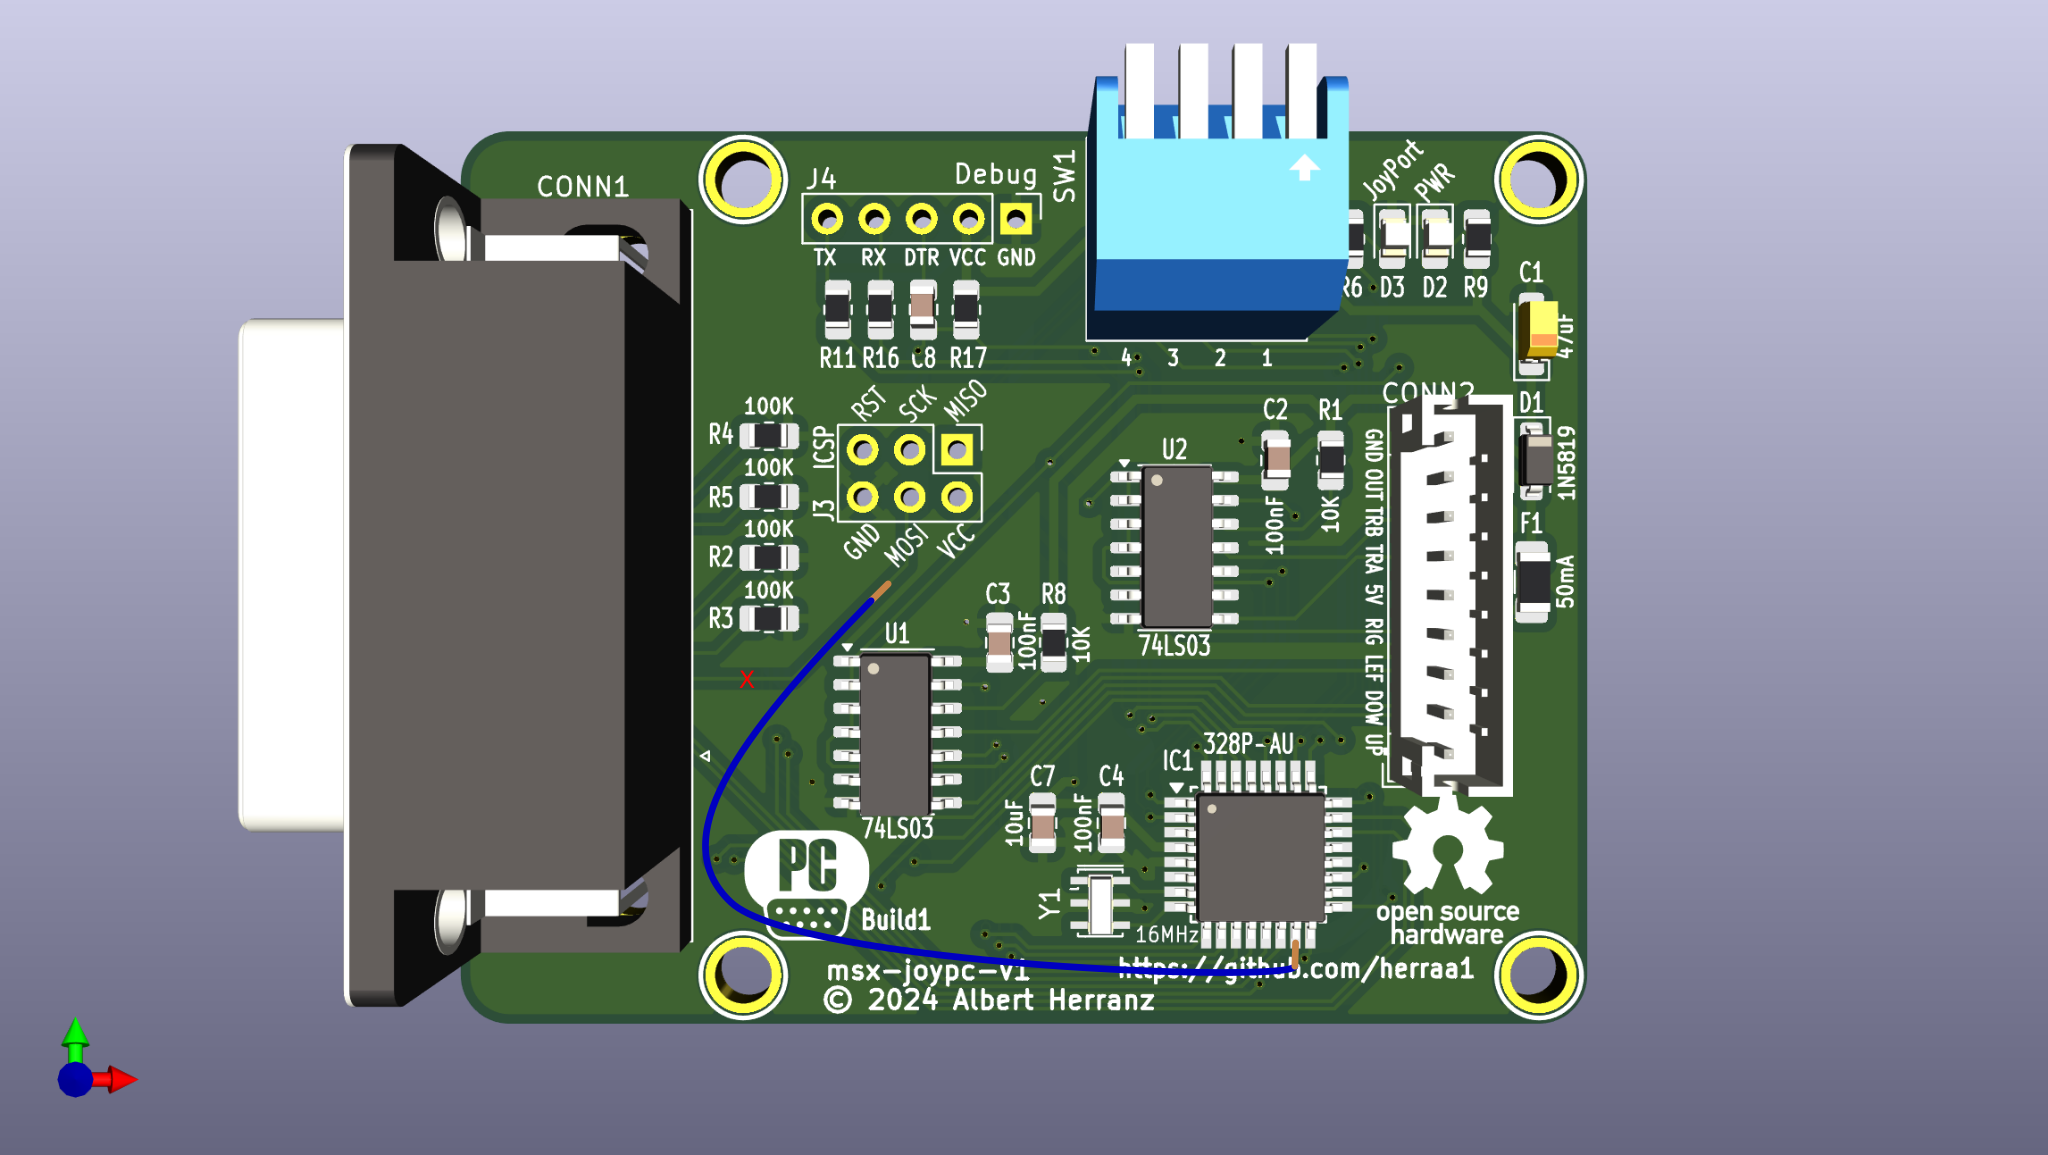 CONN1
J4
Debug
TX RX DTR VCC GND
R11 R16 C8 R17
SW1
4 3 2 1
JoyPort
PWR
R6 D3 D2 R9
C1
47uF
RST SCK MISO
ICSP
J3
GND MOSI VCC
100K
R4
100K
R5
100K
R2
100K
R3
X
U2
74LS03
C2
100nF
R1
10K
CONN2
GND OUT TRB TRA 5V RIG LEF DOW UP
D1
1N5819
F1
50mA
C3
100nF
R8
10K
U1
74LS03
328P-AU
IC1
C7
10uF
C4
100nF
Y1
16MHz
PC
Build1
open source
hardware
msx-joypc-v1
https://github.com/herraa1
© 2024 Albert Herranz